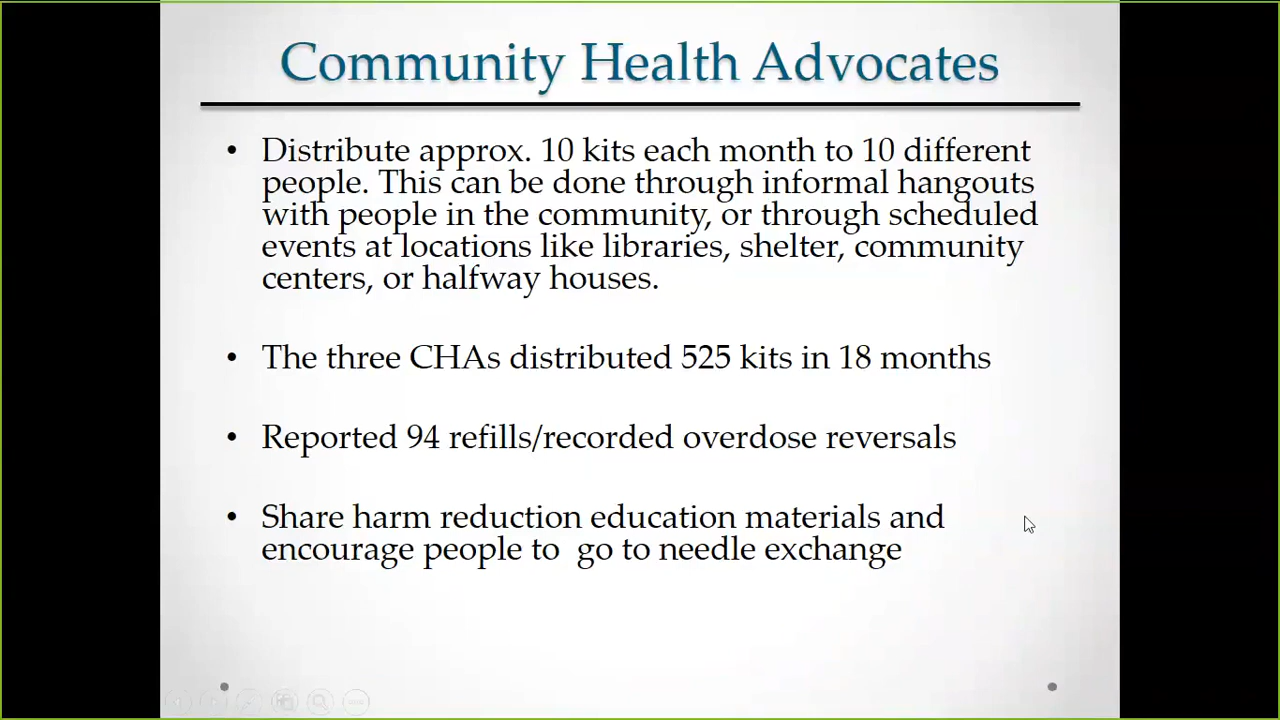 Community Health Advocates
• Distribute approx. 10 kits each month to 10 different
people. This can be done through informal hangouts
with people in the community, or through scheduled
events at locations like libraries, shelter, community
centers, or halfway houses.
• The three CHAs distributed 525 kits in 18 months
• Reported 94 refills/recorded overdose reversals
• Share harm reduction education materials and
encourage people to  go to needle exchange